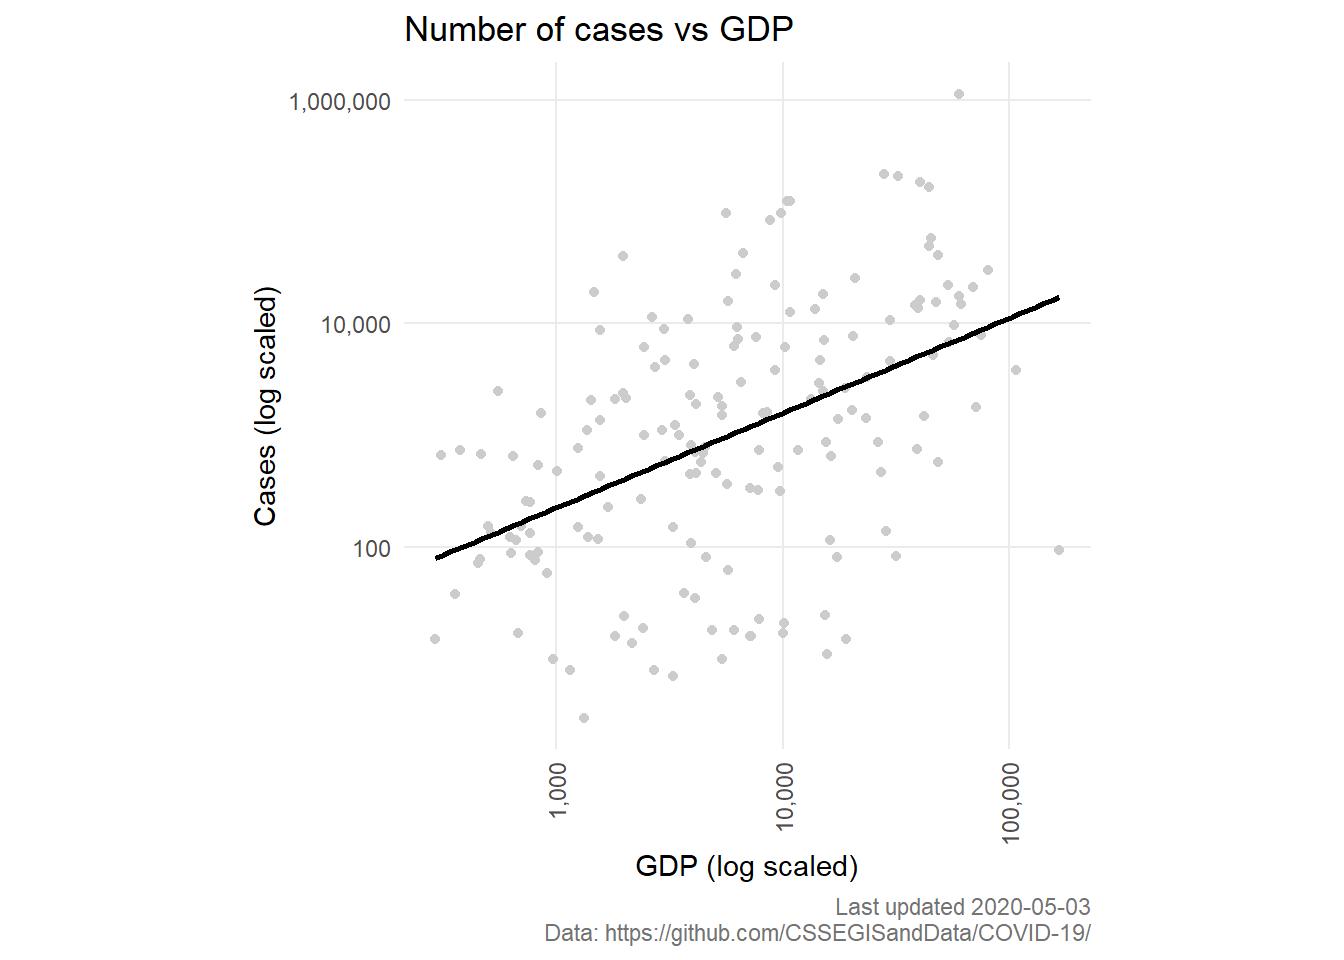 Number of cases vs GDP
1,000,000
10,000
100
Cases (log scaled)
1,000
10,000
100,000
GDP (log scaled)
Last updated 2020-05-03
Data: https://github.com/CSSEGISandData/COVID-19/